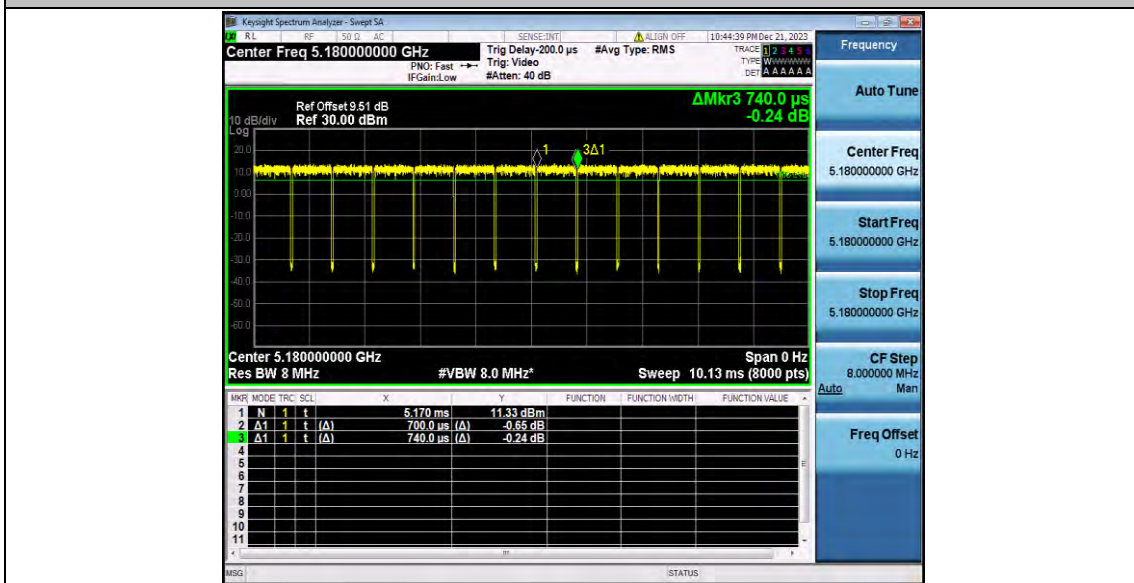 Keysight Spectrum Analyzer - Swept SA
RL RF 50 Ω AC SENSE:INT ALIGN OFF 10:44:39 PM Dec 21, 2023
Center Freq 5.180000000 GHz
Trig Delay-200.0 µs #Avg Type: RMS
TRACE 1 2 3 4 5 6
PNO: Fast Trig: Video
TYPE W
IFGain:Low #Atten: 40 dB
DET A A A A A A
Frequency
Auto Tune
ΔMkr3 740.0 µs
-0.24 dB
Ref Offset 9.51 dB
10 dB/div Ref 30.00 dBm
Log
20.0
10.0
0.00
-10.0
-20.0
-30.0
-40.0
-50.0
-60.0
1
3Δ1
Center Freq
5.180000000 GHz
Start Freq
5.180000000 GHz
Stop Freq
5.180000000 GHz
Center 5.180000000 GHz Span 0 Hz
Res BW 8 MHz #VBW 8.0 MHz* Sweep 10.13 ms (8000 pts)
CF Step
8.000000 MHz
Auto Man
Freq Offset
0 Hz
MKR MODE TRC SCL X Y FUNCTION FUNCTION WIDTH FUNCTION VALUE
1 N 1 t 5.170 ms 11.33 dBm
2 Δ1 1 t (Δ) 700.0 µs (Δ) -0.65 dB
3 Δ1 1 t (Δ) 740.0 µs (Δ) -0.24 dB
4
5
6
7
8
9
10
11
MSG STATUS